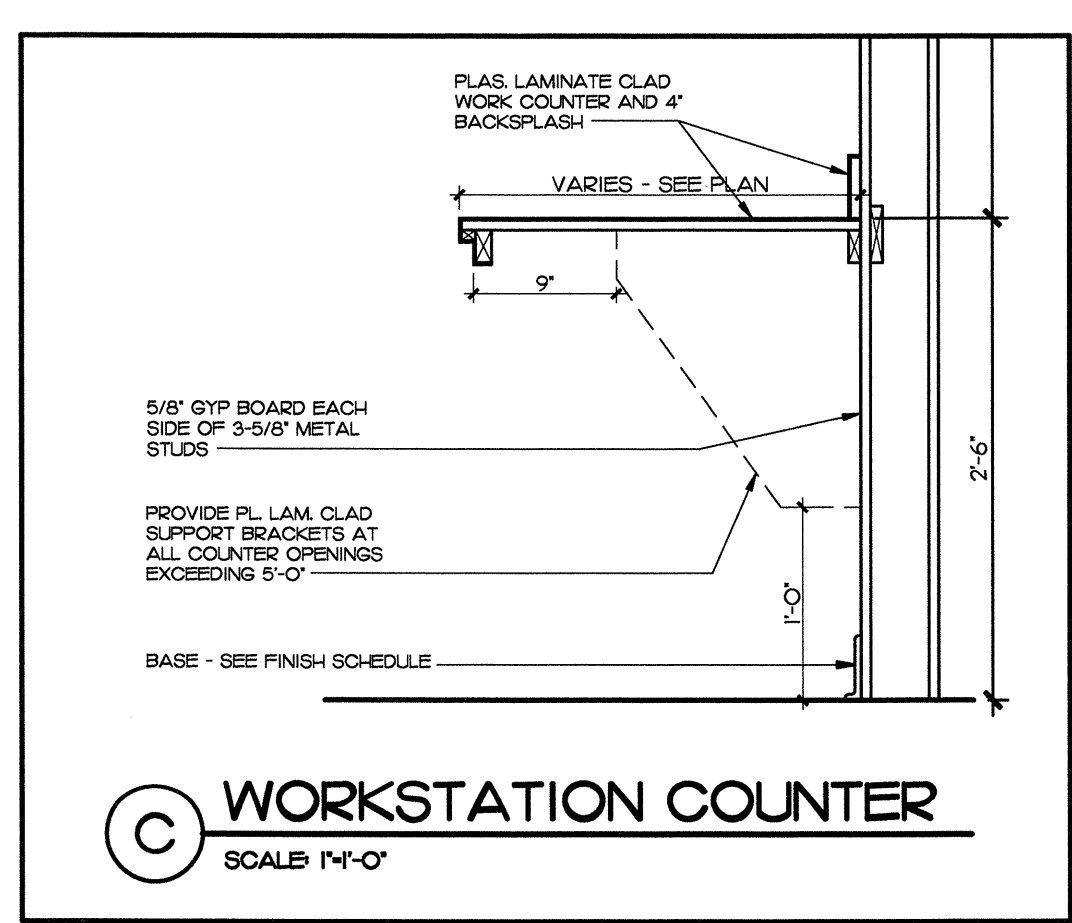 PLAS. LAMINATE CLAD
WORK COUNTER AND 4"
BACKSPLASH
VARIES - SEE PLAN
9"
5/8" GYP BOARD EACH
SIDE OF 3-5/8" METAL
STUDS
2'-6"
PROVIDE PL. LAM. CLAD
SUPPORT BRACKETS AT
ALL COUNTER OPENINGS
EXCEEDING 5'-0"
1'-0"
BASE - SEE FINISH SCHEDULE
C
WORKSTATION COUNTER
SCALE: 1"=1'-0"